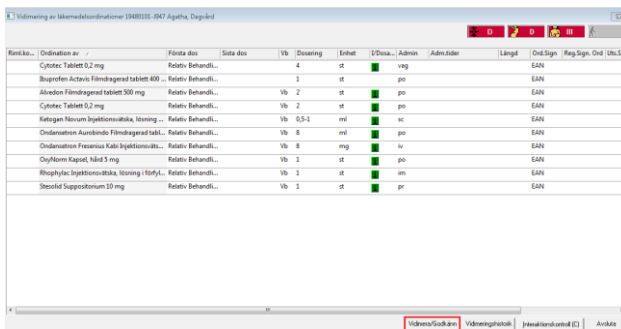 Vidimering av läkemedelsordinationer 19480101-J947 Agatha, Dagvård
D D III
Riml.ko... Ordination av Första dos Sista dos Vb Dosering Enhet I/Dosa... Admin Adm.tider Längd Ord.Sign Reg.Sign. Ord Uts.S
Cytotec Tablett 0,2 mg Relativ Behandli... 4 st vag EAN
Ibuprofen Actavis Filmdragerad tablett 400 ... Relativ Behandli... 1 st po EAN
Alvedon Filmdragerad tablett 500 mg Relativ Behandli... Vb 2 st po EAN
Cytotec Tablett 0,2 mg Relativ Behandli... Vb 2 st po EAN
Ketogan Novum Injektionsvätska, lösning ... Relativ Behandli... Vb 0,5-1 ml sc EAN
Ondansetron Aurobindo Filmdragerad tabl... Relativ Behandli... Vb 8 ml po EAN
Ondansetron Fresenius Kabi Injektionsväts... Relativ Behandli... Vb 8 mg iv EAN
OxyNorm Kapsel, hård 5 mg Relativ Behandli... Vb 1 st po EAN
Rhophylac Injektionsvätska, lösning i förfyl... Relativ Behandli... Vb 1 st im EAN
Stesolid Suppositorium 10 mg Relativ Behandli... Vb 1 st pr EAN
Vidimera/Godkänn Vidimeringshistorik Interaktionskontroll (C) Avsluta